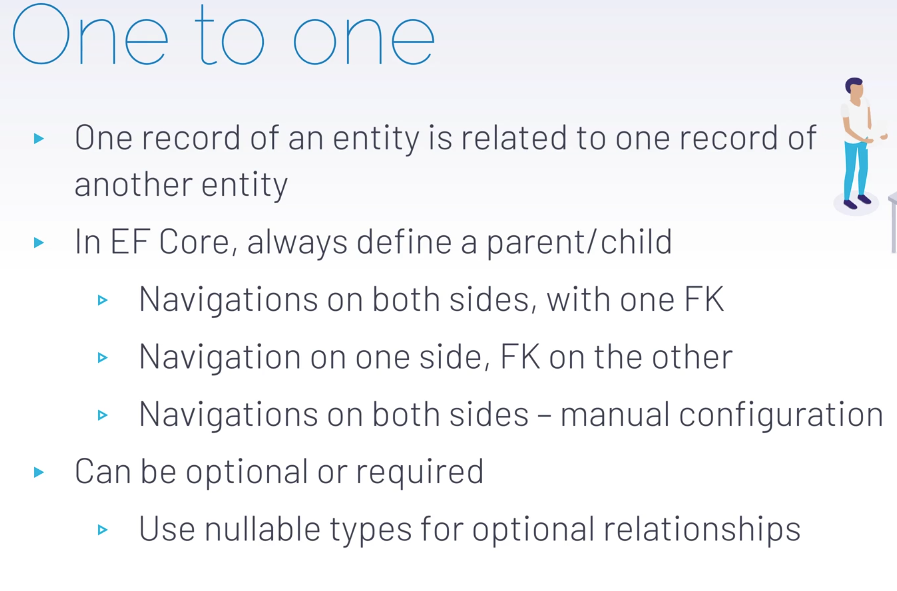 One to one
One record of an entity is related to one record of
another entity
In EF Core, always define a parent/child
Navigations on both sides, with one FK
Navigation on one side, FK on the other
Navigations on both sides – manual configuration
Can be optional or required
Use nullable types for optional relationships